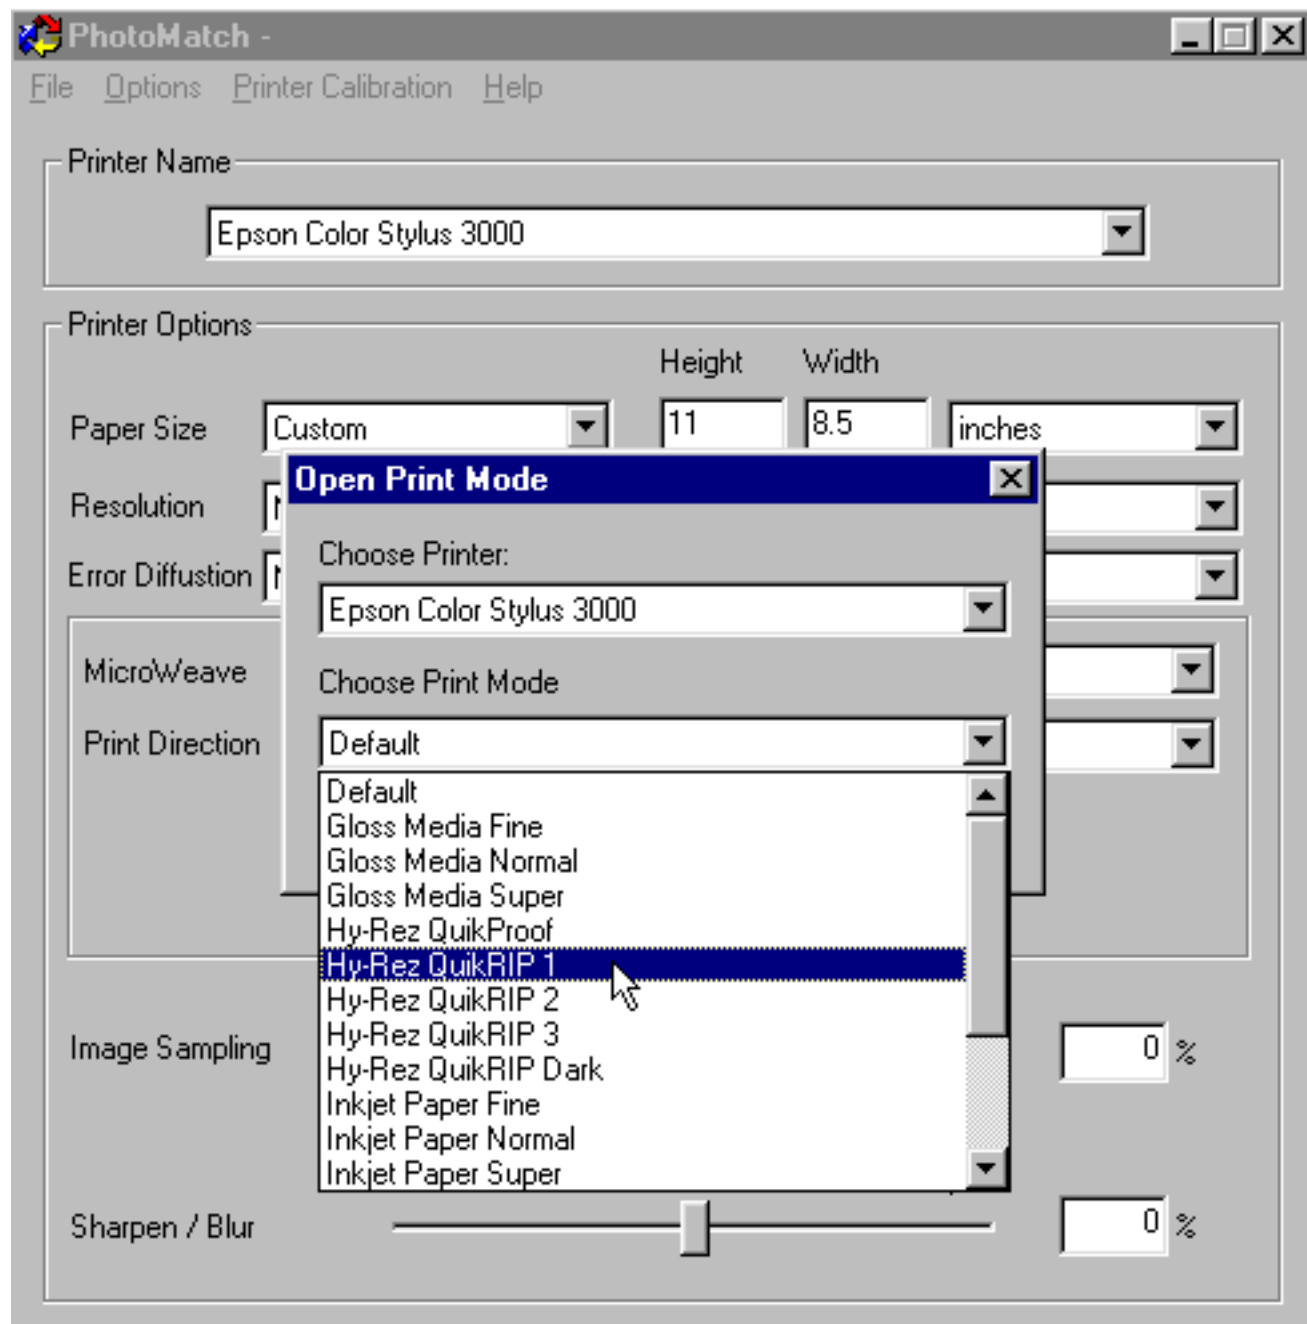 PhotoMatch -
File Options Printer Calibration Help
Printer Name
Epson Color Stylus 3000
Printer Options
Height Width
Paper Size Custom 11 8.5 inches
Open Print Mode
Resolution
Choose Printer:
Error Diffustion
Epson Color Stylus 3000
MicroWeave
Choose Print Mode
Print Direction Default
Default
Gloss Media Fine
Gloss Media Normal
Gloss Media Super
Hy-Rez QuikProof
Hy-Rez QuikRIP 1
Hy-Rez QuikRIP 2
Hy-Rez QuikRIP 3
Image Sampling 0 %
Hy-Rez QuikRIP Dark
Inkjet Paper Fine
Inkjet Paper Normal
Inkjet Paper Super
Sharpen / Blur 0 %